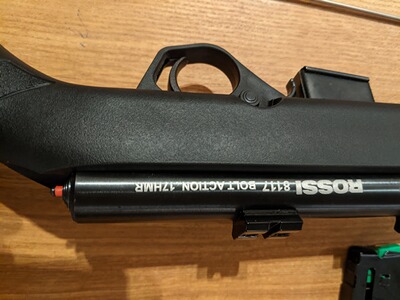 ROSSI 8117 BOLT ACTION 17HMR